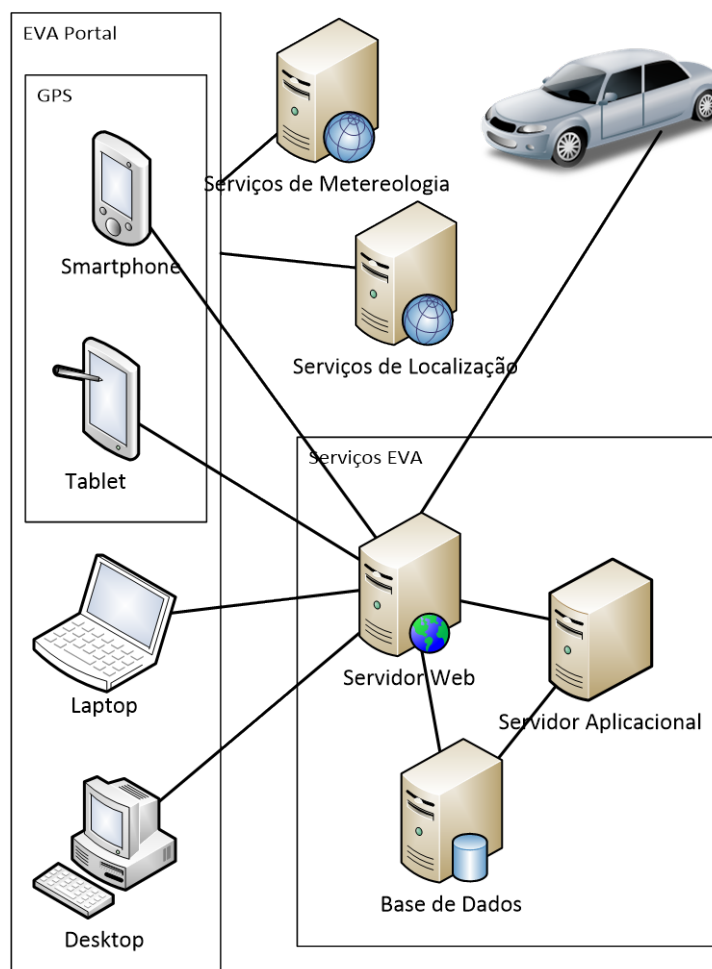 EVA Portal
GPS
Serviços de Metereologia
Smartphone
Serviços de Localização
Serviços EVA
Tablet
Servidor Web
Laptop
Servidor Aplicacional
Base de Dados
Desktop